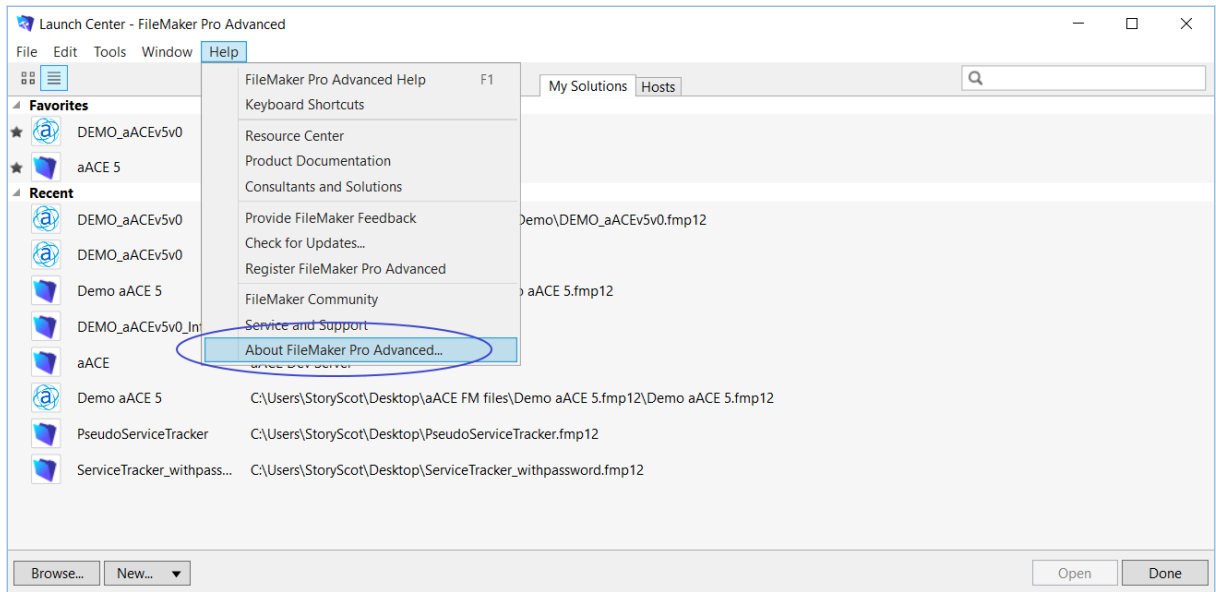 Launch Center - FileMaker Pro Advanced
File Edit Tools Window Help
My Solutions Hosts
FileMaker Pro Advanced Help F1
Keyboard Shortcuts
Resource Center
Product Documentation
Consultants and Solutions
Provide FileMaker Feedback
Check for Updates...
Register FileMaker Pro Advanced
FileMaker Community
Service and Support
About FileMaker Pro Advanced...
Favorites
DEMO_aACEv5v0
aACE 5
Recent
DEMO_aACEv5v0 Demo\DEMO_aACEv5v0.fmp12
DEMO_aACEv5v0
Demo aACE 5 aACE 5.fmp12
DEMO_aACEv5v0_Int
aACE aACE Dev Server
Demo aACE 5 C:\Users\StoryScot\Desktop\aACE FM files\Demo aACE 5.fmp12\Demo aACE 5.fmp12
PseudoServiceTracker C:\Users\StoryScot\Desktop\PseudoServiceTracker.fmp12
ServiceTracker_withpass... C:\Users\StoryScot\Desktop\ServiceTracker_withpassword.fmp12
Browse... New... Open Done